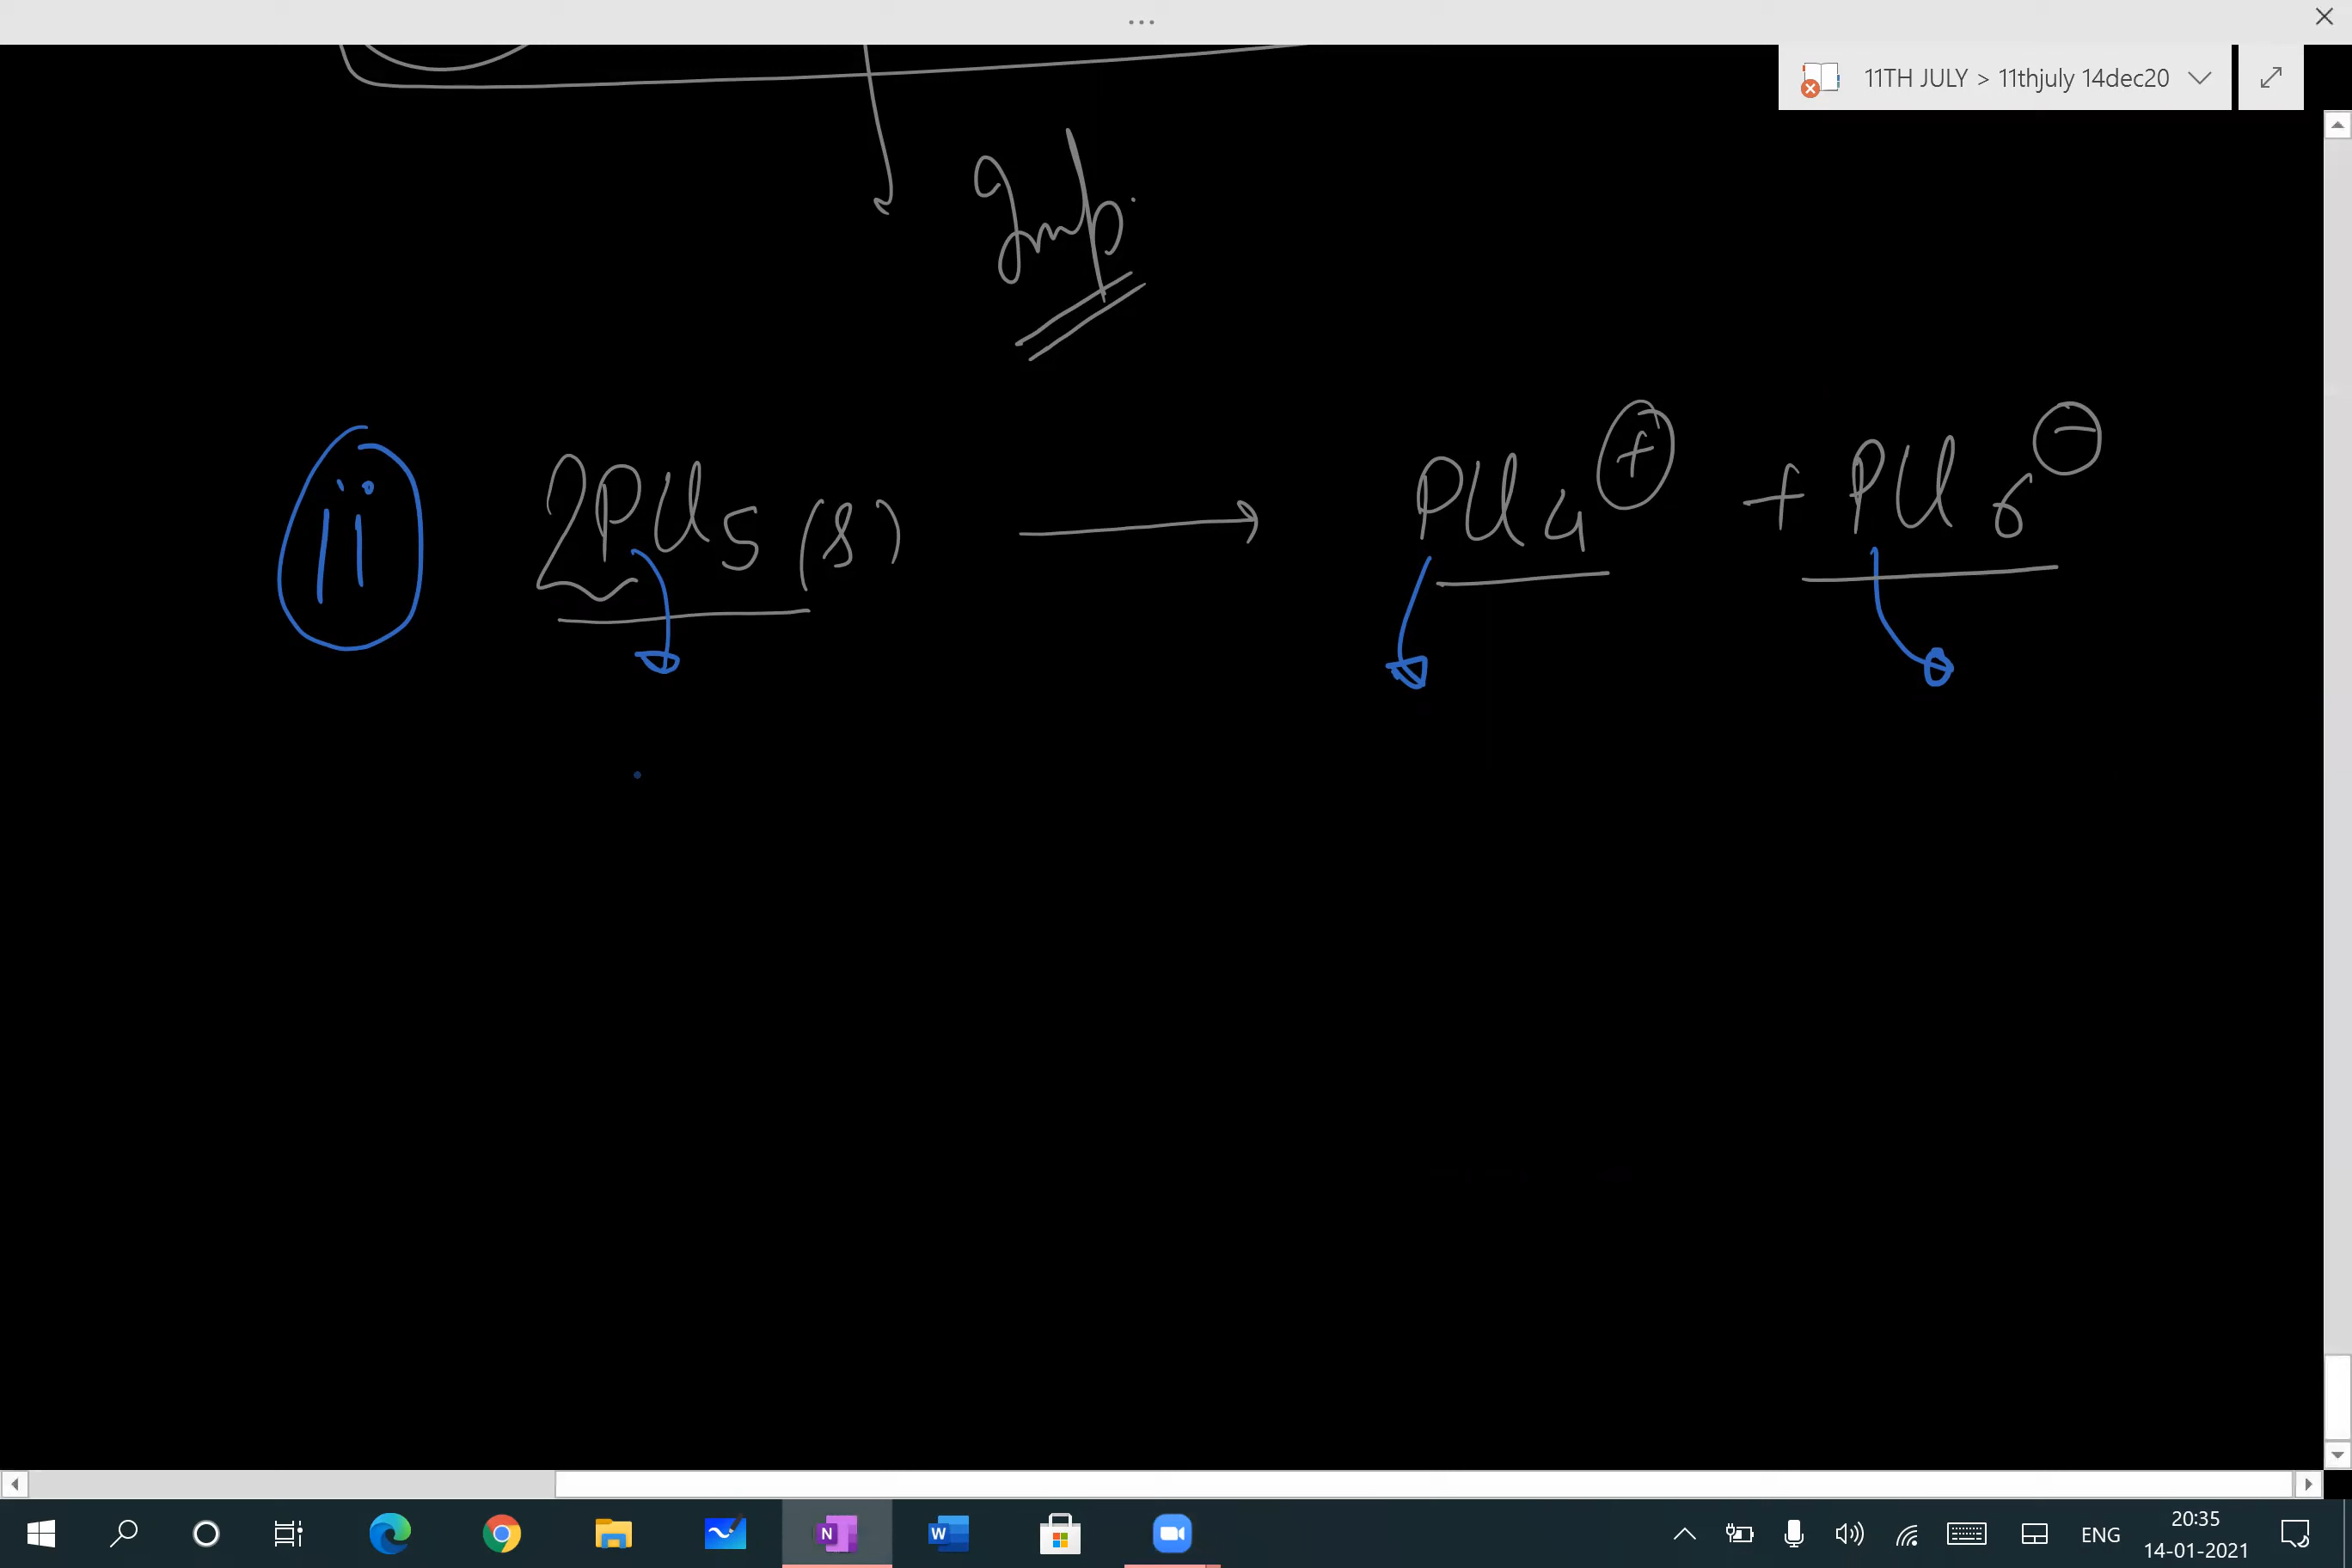 11TH JULY > 11thjuly 14dec20
Imp.
ii 2PCl5 (s) ⟶ PCl4⁺ + PCl6⁻
ENG
20:35
14-01-2021